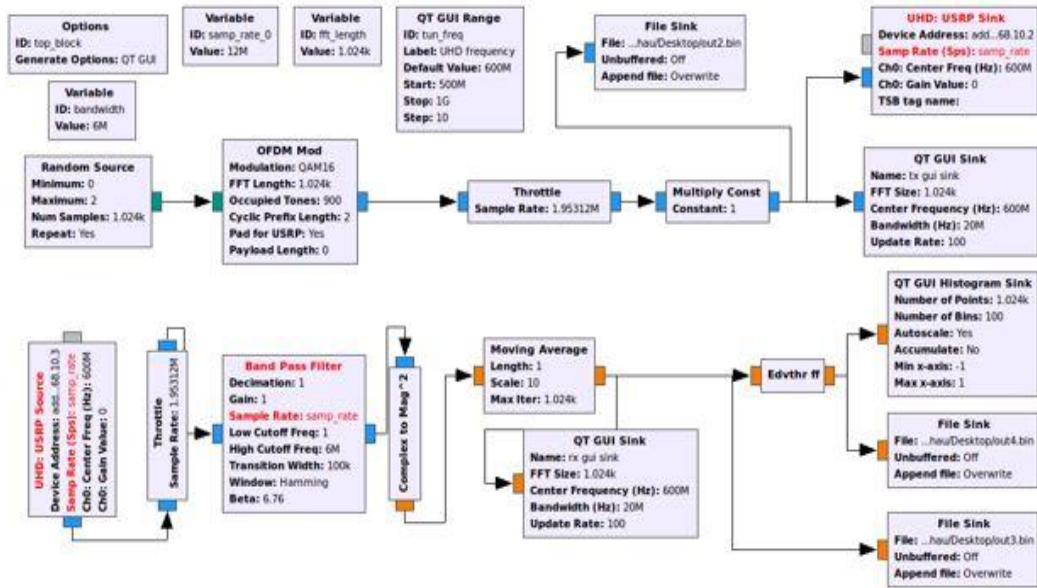 Options
ID: top_block
Generate Options: QT GUI
Variable
ID: samp_rate_0
Value: 12M
Variable
ID: fft_length
Value: 1.024k
QT GUI Range
ID: tun_freq
Label: UHD frequency
Default Value: 600M
Start: 500M
Stop: 1G
Step: 10
File Sink
File: ...hau/Desktop/out2.bin
Unbuffered: Off
Append file: Overwrite
UHD: USRP Sink
Device Address: add...68.10.2
Samp Rate (Sps): samp_rate
Ch0: Center Freq (Hz): 600M
Ch0: Gain Value: 0
TSB tag name:
Variable
ID: bandwidth
Value: 6M
Random Source
Minimum: 0
Maximum: 2
Num Samples: 1.024k
Repeat: Yes
OFDM Mod
Modulation: QAM16
FFT Length: 1.024k
Occupied Tones: 900
Cyclic Prefix Length: 2
Pad for USRP: Yes
Payload Length: 0
Throttle
Sample Rate: 1.95312M
Multiply Const
Constant: 1
QT GUI Sink
Name: tx gui sink
FFT Size: 1.024k
Center Frequency (Hz): 600M
Bandwidth (Hz): 20M
Update Rate: 100
UHD: USRP Source
Device Address: add...68.10.3
Samp Rate (Sps): samp_rate
Ch0: Center Freq (Hz): 600M
Ch0: Gain Value: 0
Throttle
Sample Rate: 1.95312M
Band Pass Filter
Decimation: 1
Gain: 1
Sample Rate: samp_rate
Low Cutoff Freq: 1
High Cutoff Freq: 6M
Transition Width: 100k
Window: Hamming
Beta: 6.76
Complex to Mag^2
Moving Average
Length: 1
Scale: 10
Max Iter: 1.024k
QT GUI Sink
Name: rx gui sink
FFT Size: 1.024k
Center Frequency (Hz): 600M
Bandwidth (Hz): 20M
Update Rate: 100
Edvthr ff
QT GUI Histogram Sink
Number of Points: 1.024k
Number of Bins: 100
Autoscale: Yes
Accumulate: No
Min x-axis: -1
Max x-axis: 1
File Sink
File: ...hau/Desktop/out4.bin
Unbuffered: Off
Append file: Overwrite
File Sink
File: ...hau/Desktop/out3.bin
Unbuffered: Off
Append file: Overwrite